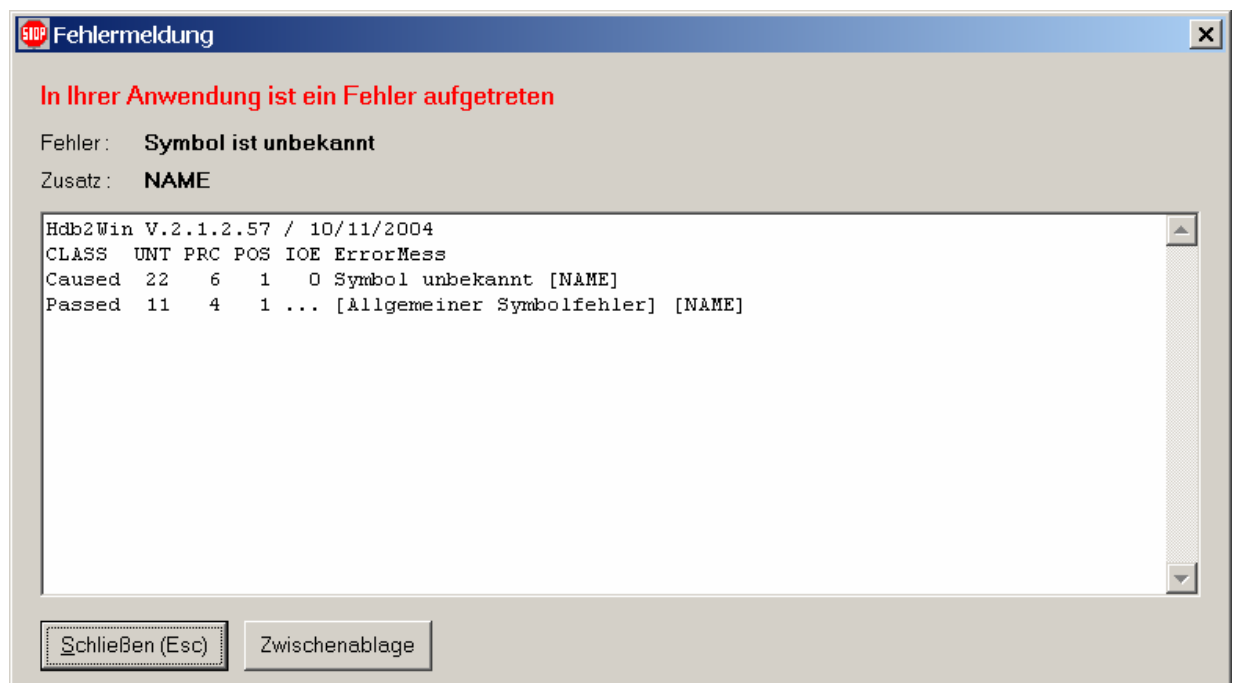 STOP Fehlermeldung
In Ihrer Anwendung ist ein Fehler aufgetreten
Fehler: Symbol ist unbekannt
Zusatz: NAME
Hdb2Win V.2.1.2.57 / 10/11/2004
CLASS UNT PRC POS IOE ErrorMess
Caused 22 6 1 0 Symbol unbekannt [NAME]
Passed 11 4 1 ... [Allgemeiner Symbolfehler] [NAME]
Schließen (Esc) Zwischenablage